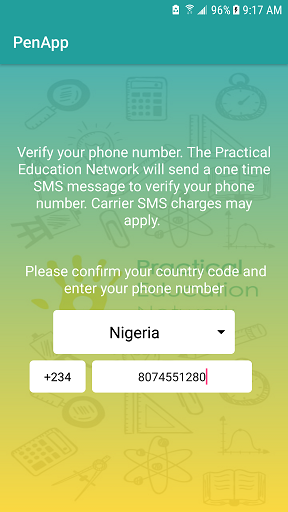 96% 9:17 AM
PenApp
Verify your phone number. The Practical
Education Network will send a one time
SMS message to verify your phone
number. Carrier SMS charges may
apply.
Please confirm your country code and
enter your phone number
Practical
Education
Nigeria
+234
8074551280